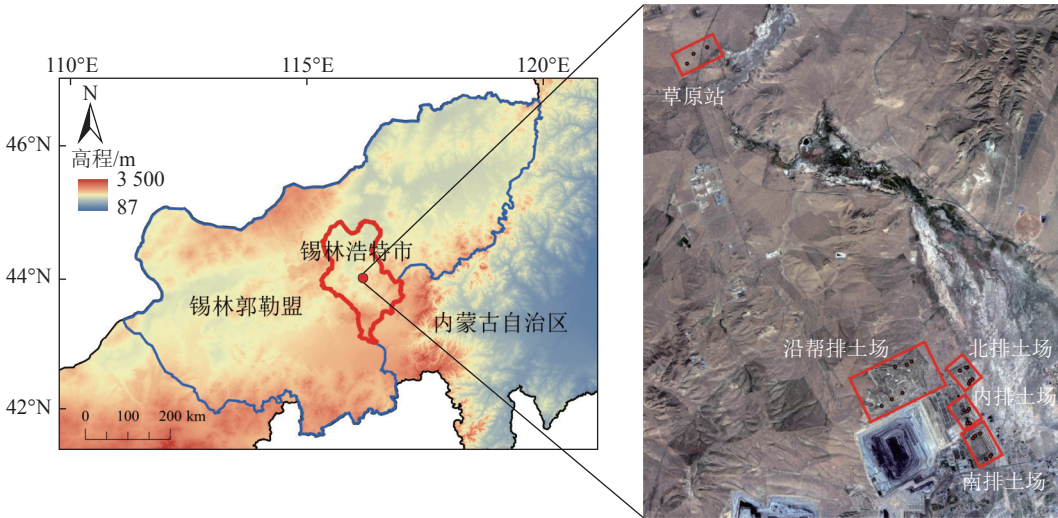 110°E
115°E
120°E
N
46°N
44°N
42°N
高程/m
3 500
87
锡林浩特市
锡林郭勒盟
内蒙古自治区
0 100 200 km
草原站
沿帮排土场
北排土场
内排土场
南排土场